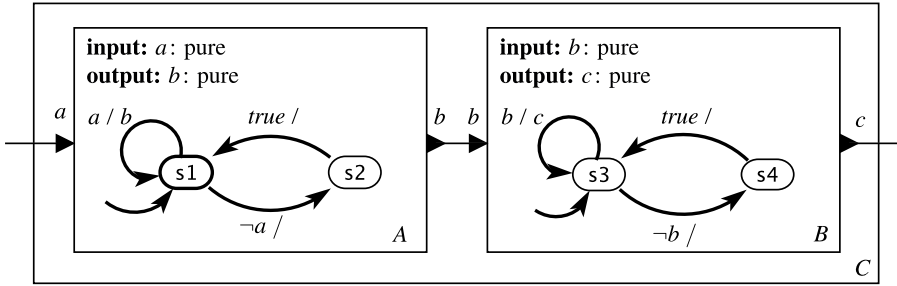 input: a: pure
output: b: pure
a
a / b
true /
s1
s2
¬a /
A
b
b
input: b: pure
output: c: pure
b / c
true /
s3
s4
¬b /
B
c
C